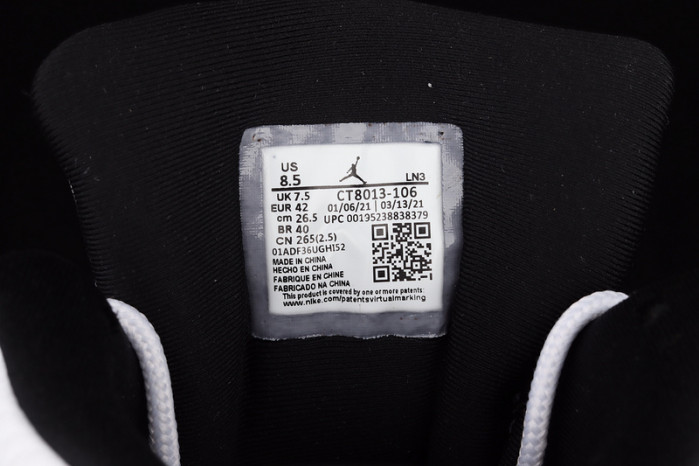 US
8.5 LN3
UK 7.5 CT8013-106
EUR 42 01/06/21 | 03/13/21
cm 26.5 UPC 00195238838379
BR 40
CN 265(2.5)
01ADF36UGH152
MADE IN CHINA
HECHO EN CHINA
FABRIQUE EN CHINE
FABRICADO NA CHINA
This product is covered by one or more patents:
www.nike.com/patentsvirtualmarking